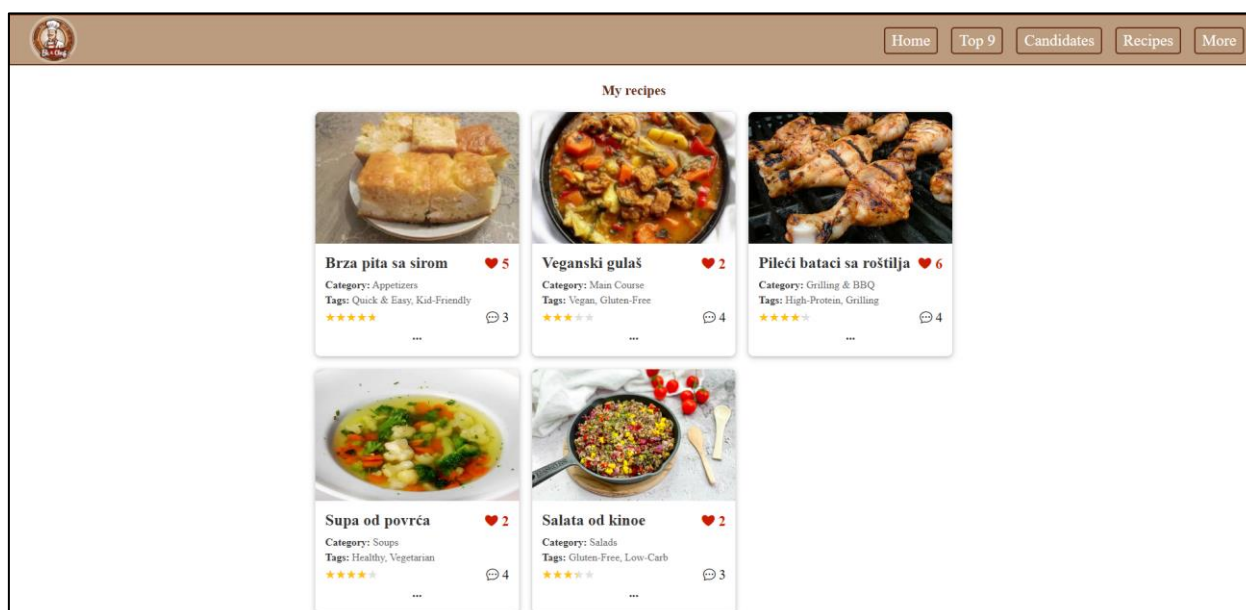 Home Top 9 Candidates Recipes More
My recipes
Brza pita sa sirom 5
Category: Appetizers
Tags: Quick & Easy, Kid-Friendly
3
...
Veganski gulaš 2
Category: Main Course
Tags: Vegan, Gluten-Free
4
...
Pileći bataci sa roštilja 6
Category: Grilling & BBQ
Tags: High-Protein, Grilling
4
...
Supa od povrća 2
Category: Soups
Tags: Healthy, Vegetarian
4
...
Salata od kinoe 2
Category: Salads
Tags: Gluten-Free, Low-Carb
3
...